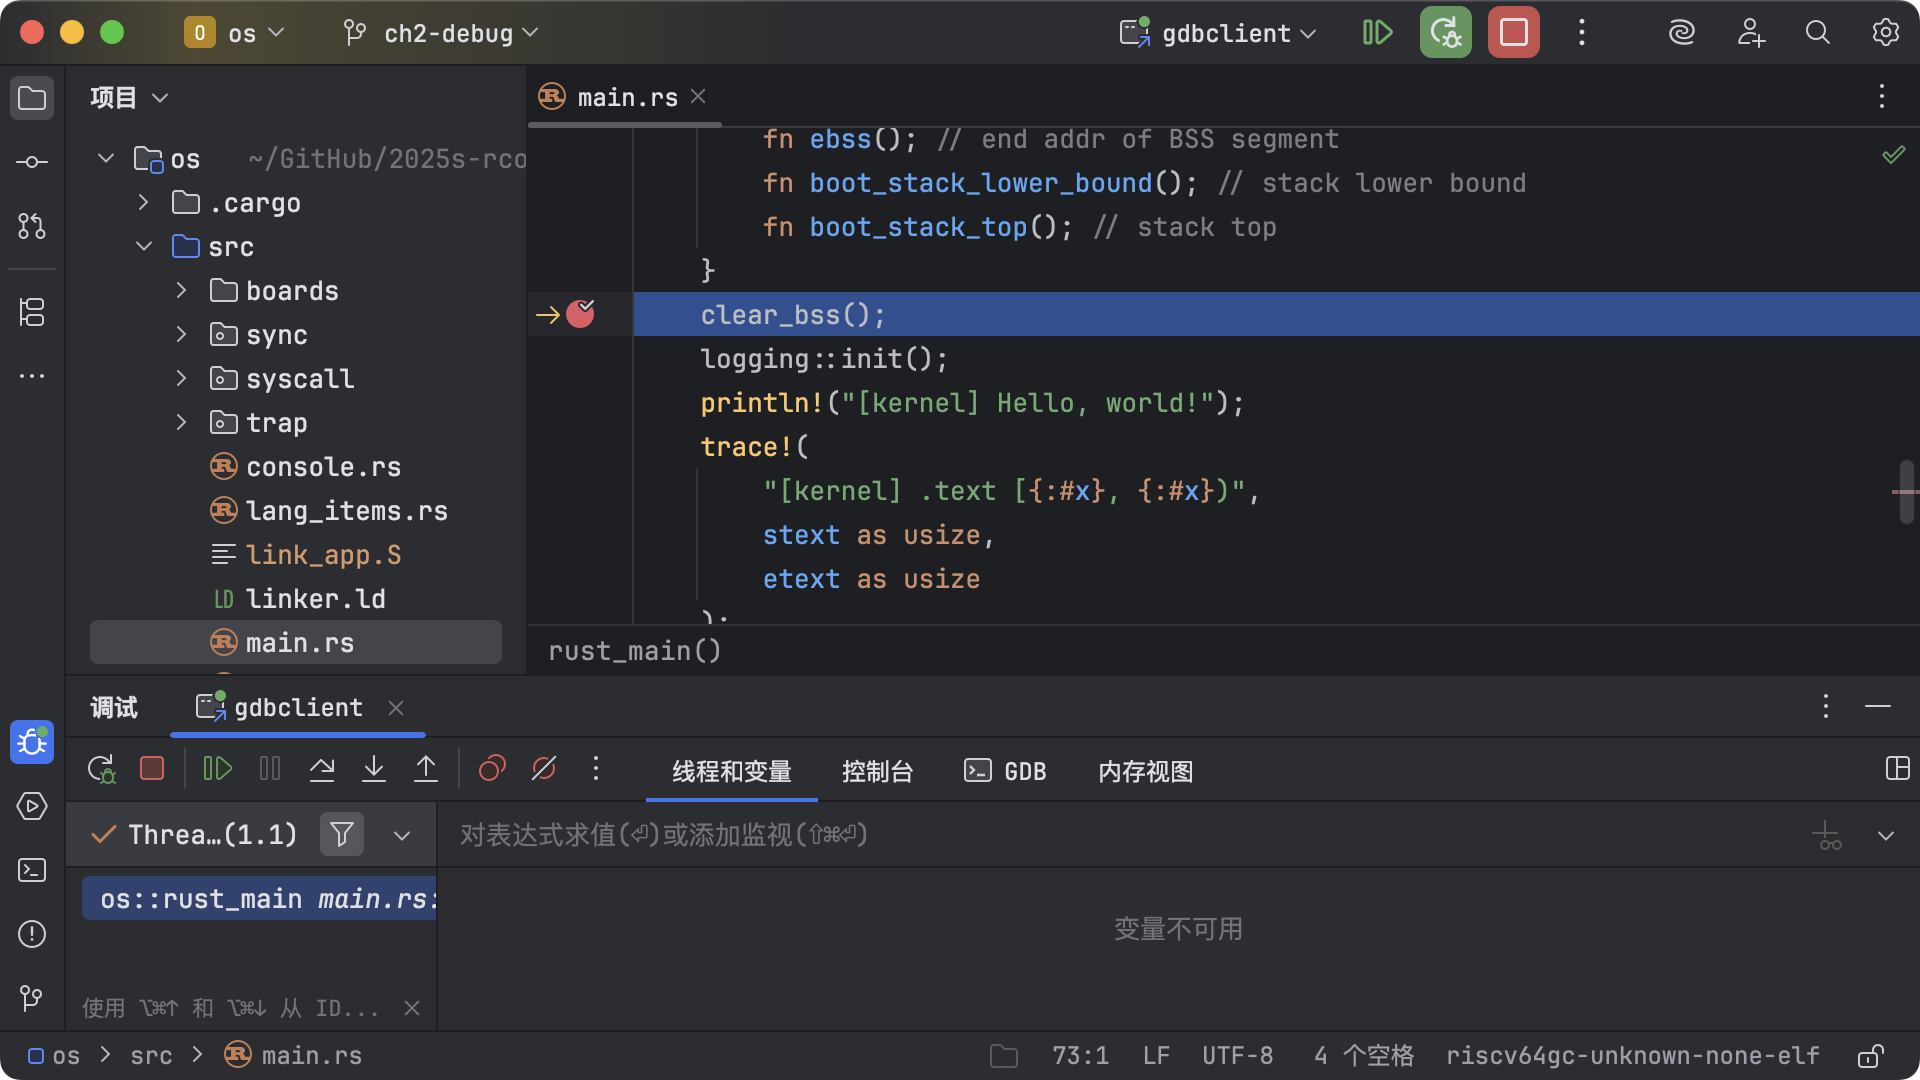 O os ch2-debug gdbclient
项目
os ~/GitHub/2025s-rco
.cargo
src
boards
sync
syscall
trap
console.rs
lang_items.rs
link_app.S
LD linker.ld
main.rs
main.rs
fn ebss(); // end addr of BSS segment
fn boot_stack_lower_bound(); // stack lower bound
fn boot_stack_top(); // stack top
}
clear_bss();
logging::init();
println!("[kernel] Hello, world!");
trace!(
"[kernel] .text [{:#x}, {:#x})",
stext as usize,
etext as usize
);
rust_main()
调试 gdbclient
线程和变量 控制台 GDB 内存视图
Threa…(1.1) 对表达式求值(⏎)或添加监视(⇧⌘⏎)
os::rust_main main.rs:
变量不可用
使用 ⌥⌘↑ 和 ⌥⌘↓ 从 ID...
os > src > main.rs 73:1 LF UTF-8 4 个空格 riscv64gc-unknown-none-elf